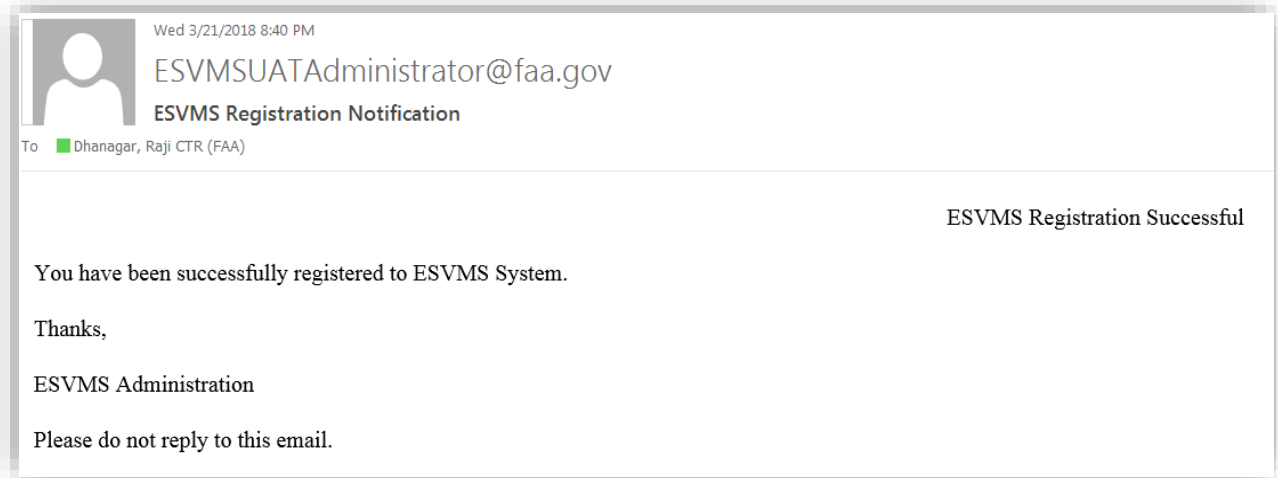 Wed 3/21/2018 8:40 PM
ESVMSUATAdministrator@faa.gov
ESVMS Registration Notification
To Dhanagar, Raji CTR (FAA)
ESVMS Registration Successful
You have been successfully registered to ESVMS System.
Thanks,
ESVMS Administration
Please do not reply to this email.